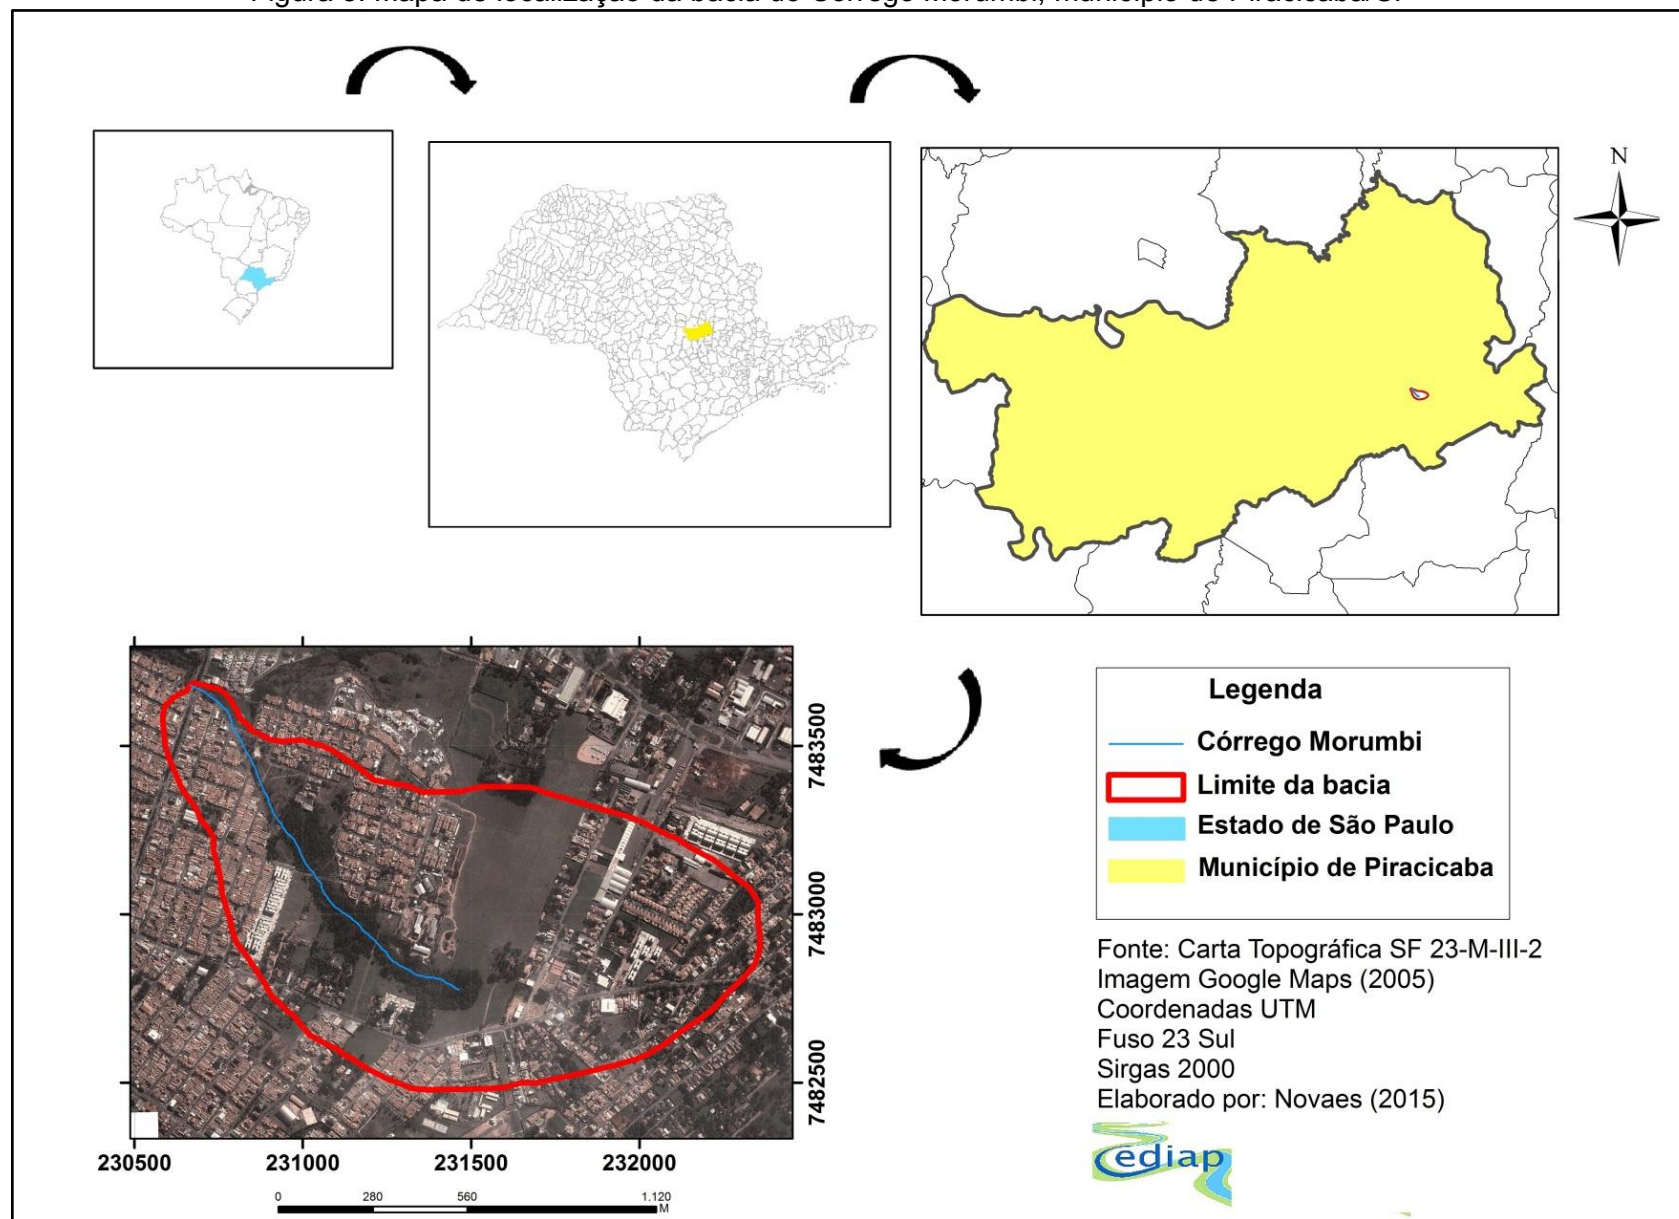 N
7483500
7483000
7482500
230500 231000 231500 232000
0 280 560 1.120
M
Legenda
Córrego Morumbi
Limite da bacia
Estado de São Paulo
Município de Piracicaba
Fonte: Carta Topográfica SF 23-M-III-2
Imagem Google Maps (2005)
Coordenadas UTM
Fuso 23 Sul
Sirgas 2000
Elaborado por: Novaes (2015)
Cediap